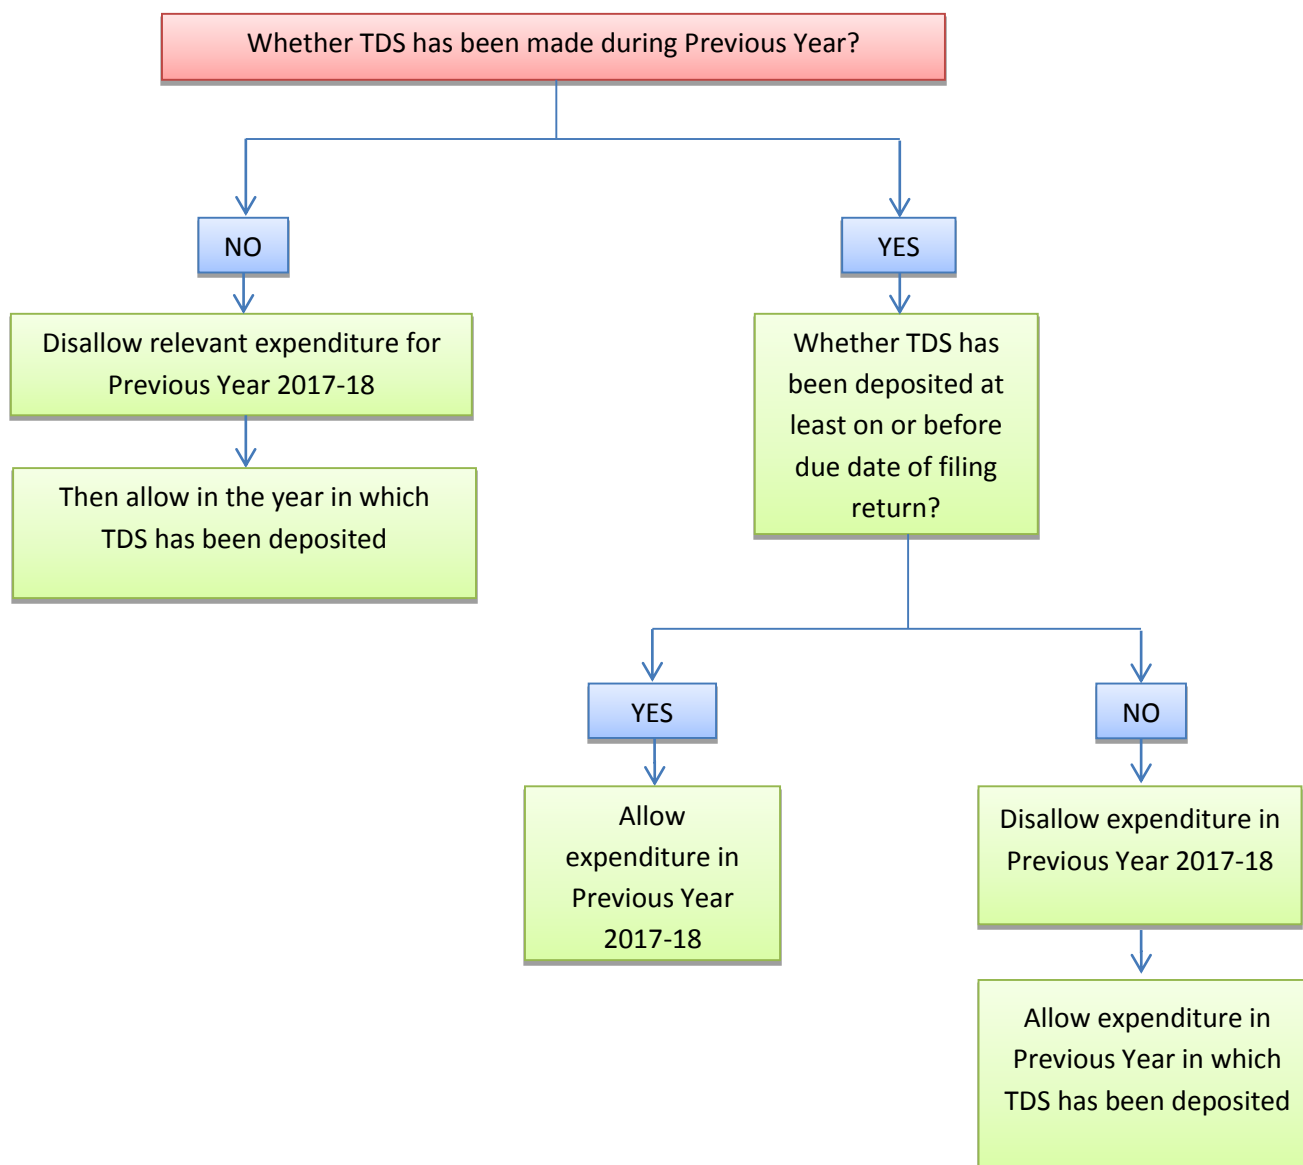 Whether TDS has been made during Previous Year?
NO
YES
Disallow relevant expenditure for
Previous Year 2017-18
Then allow in the year in which
TDS has been deposited
Whether TDS has
been deposited at
least on or before
due date of filing
return?
YES
NO
Allow
expenditure in
Previous Year
2017-18
Disallow expenditure in
Previous Year 2017-18
Allow expenditure in
Previous Year in which
TDS has been deposited